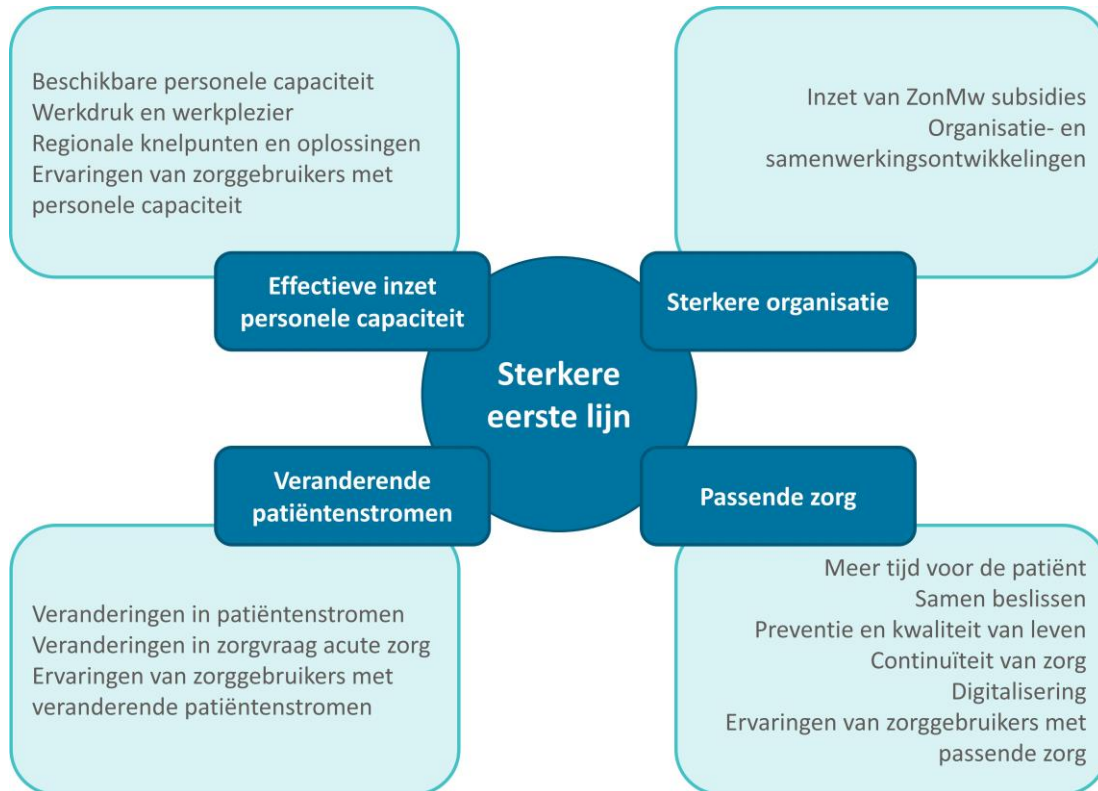 Beschikbare personele capaciteit
Werkdruk en werkplezier
Regionale knelpunten en oplossingen
Ervaringen van zorggebruikers met
personele capaciteit
Inzet van ZonMw subsidies
Organisatie- en
samenwerkingsontwikkelingen
Effectieve inzet
personele capaciteit
Sterkere organisatie
Sterkere
eerste lijn
Veranderende
patiëntenstromen
Passende zorg
Veranderingen in patiëntenstromen
Veranderingen in zorgvraag acute zorg
Ervaringen van zorggebruikers met
veranderende patiëntenstromen
Meer tijd voor de patiënt
Samen beslissen
Preventie en kwaliteit van leven
Continuïteit van zorg
Digitalisering
Ervaringen van zorggebruikers met
passende zorg